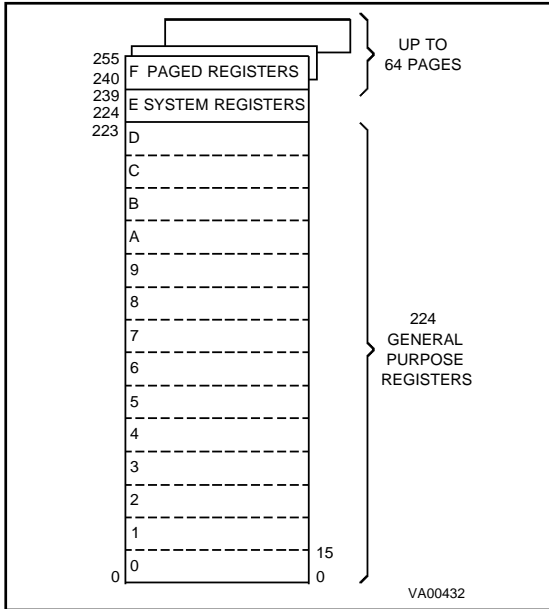 UP TO
64 PAGES
255
F PAGED REGISTERS
240
239
E SYSTEM REGISTERS
224
223
D
C
B
A
9
8
7
6
5
4
3
2
1
0
224
GENERAL
PURPOSE
REGISTERS
15
0
0
VA00432